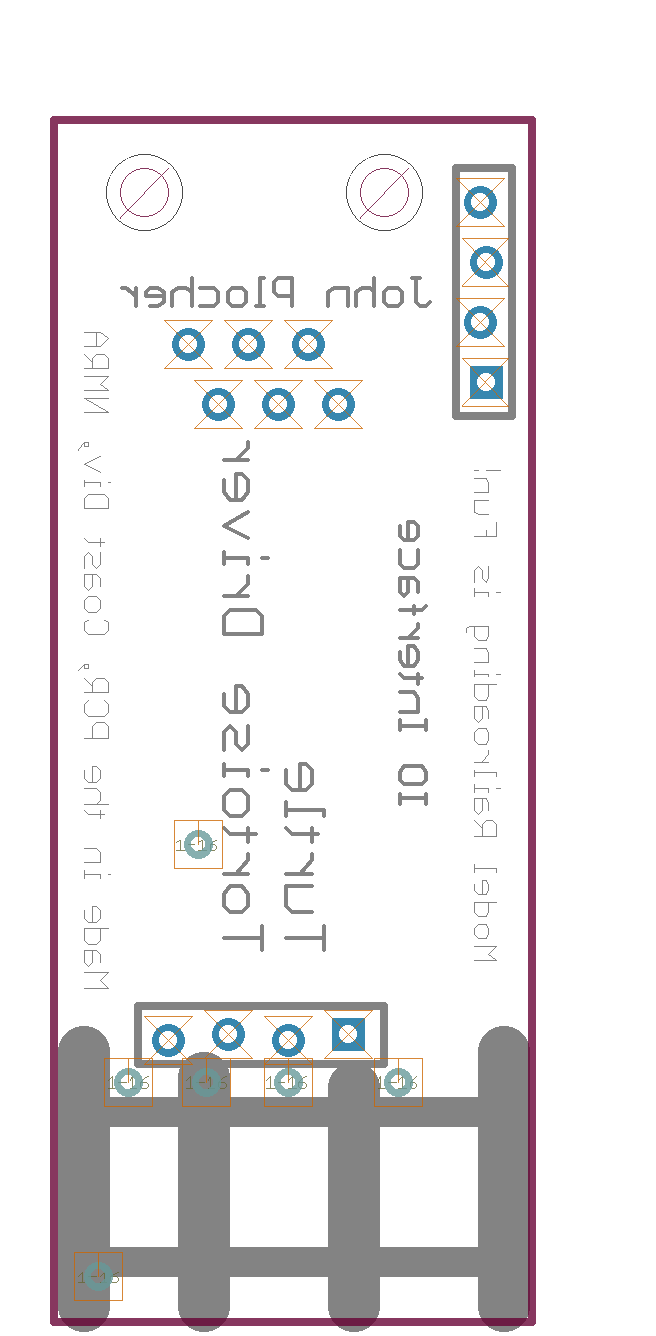 John Plocher
Made in the PCR, Coast Div, NMRA
Tortoise Driver
Turtle
IO Interface
Model Railroading is Fun!
1-16
1-16
1-16
1-16
1-16
1-16